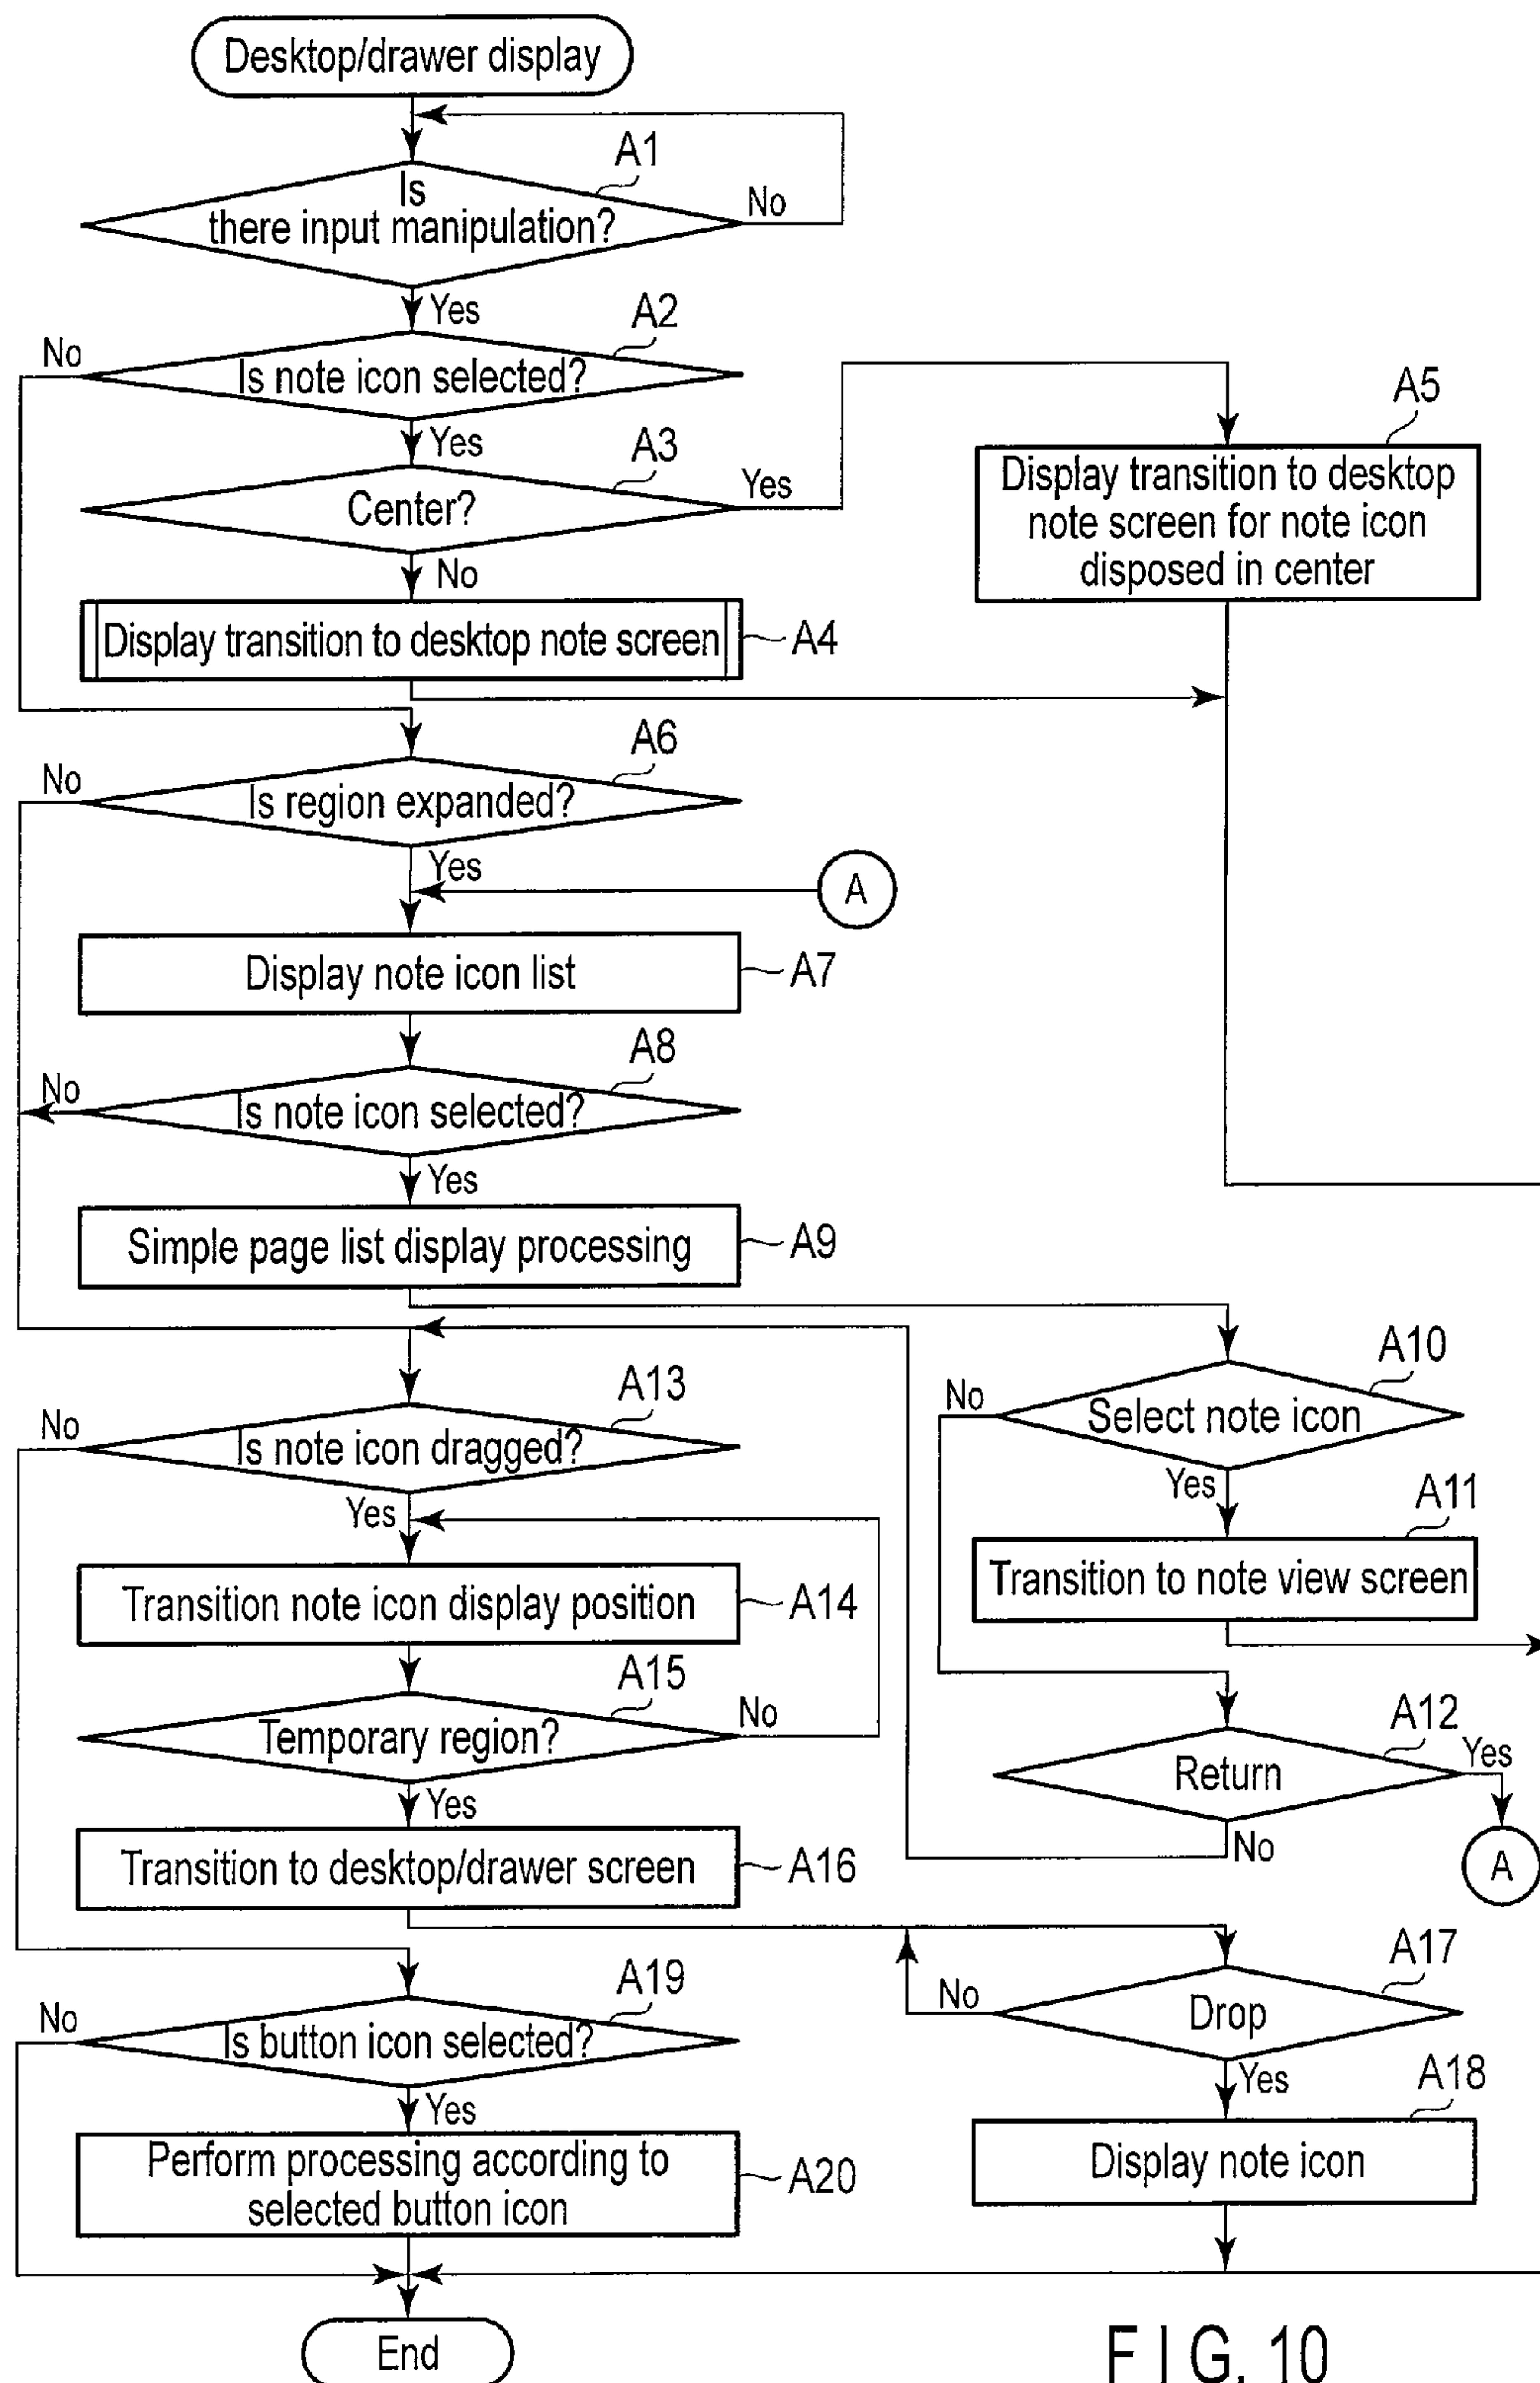 Desktop/drawer display
A1
Is
there input manipulation?
No
Yes
A2
No
Is note icon selected?
Yes
A3
Center?
Yes
No
A5
Display transition to desktop
note screen for note icon
disposed in center
Display transition to desktop note screen
A4
A6
No
Is region expanded?
Yes
A
Display note icon list
A7
A8
No
Is note icon selected?
Yes
Simple page list display processing
A9
A10
No
Select note icon
Yes
A11
Transition to note view screen
A12
Return
Yes
No
A
A13
No
Is note icon dragged?
Yes
Transition note icon display position
A14
A15
Temporary region?
No
Yes
Transition to desktop/drawer screen
A16
A17
No
Drop
Yes
A18
Display note icon
A19
No
Is button icon selected?
Yes
Perform processing according to
selected button icon
A20
End
FIG. 10